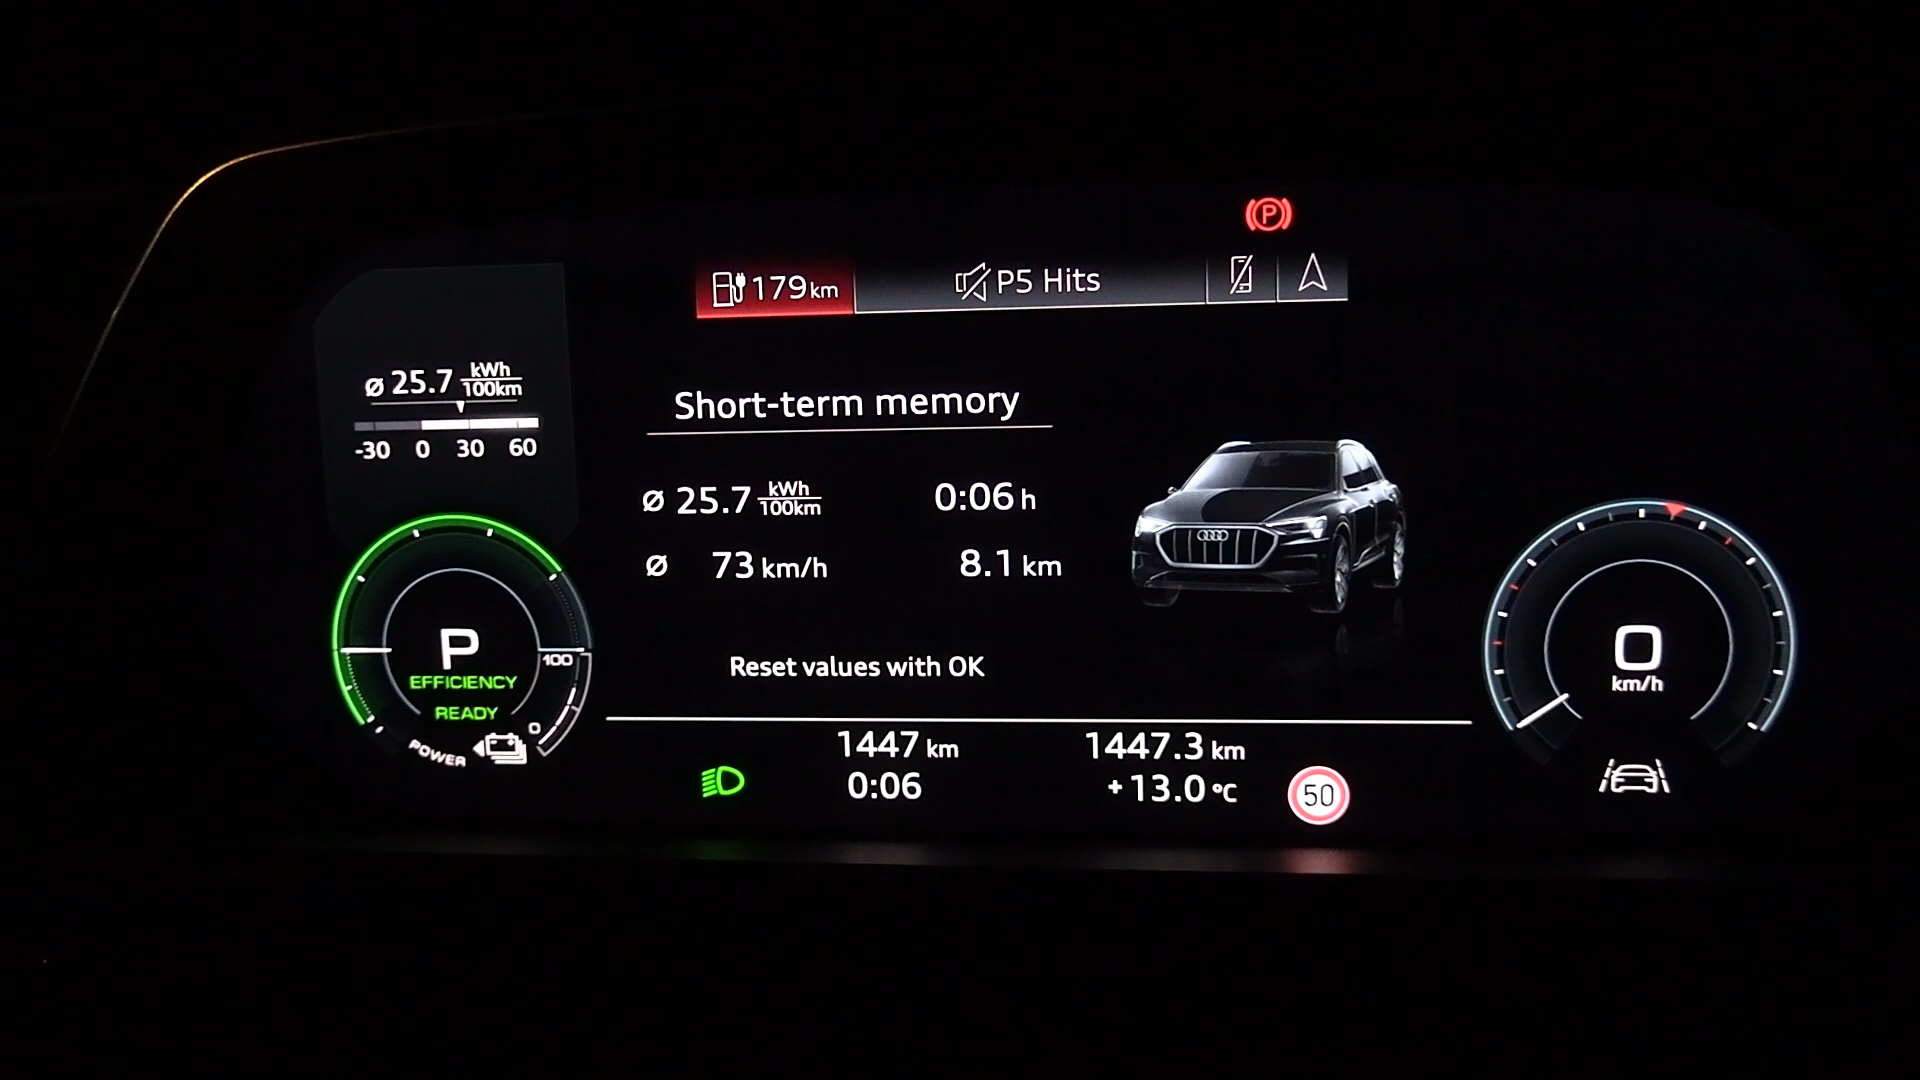 P
179 km
P5 Hits
ø 25.7 kWh/100km
-30 0 30 60
Short-term memory
ø 25.7 kWh/100km
0:06 h
ø 73 km/h
8.1 km
Reset values with OK
P
EFFICIENCY
READY
100
0
POWER
0
km/h
1447 km
1447.3 km
0:06
+13.0 °C
50